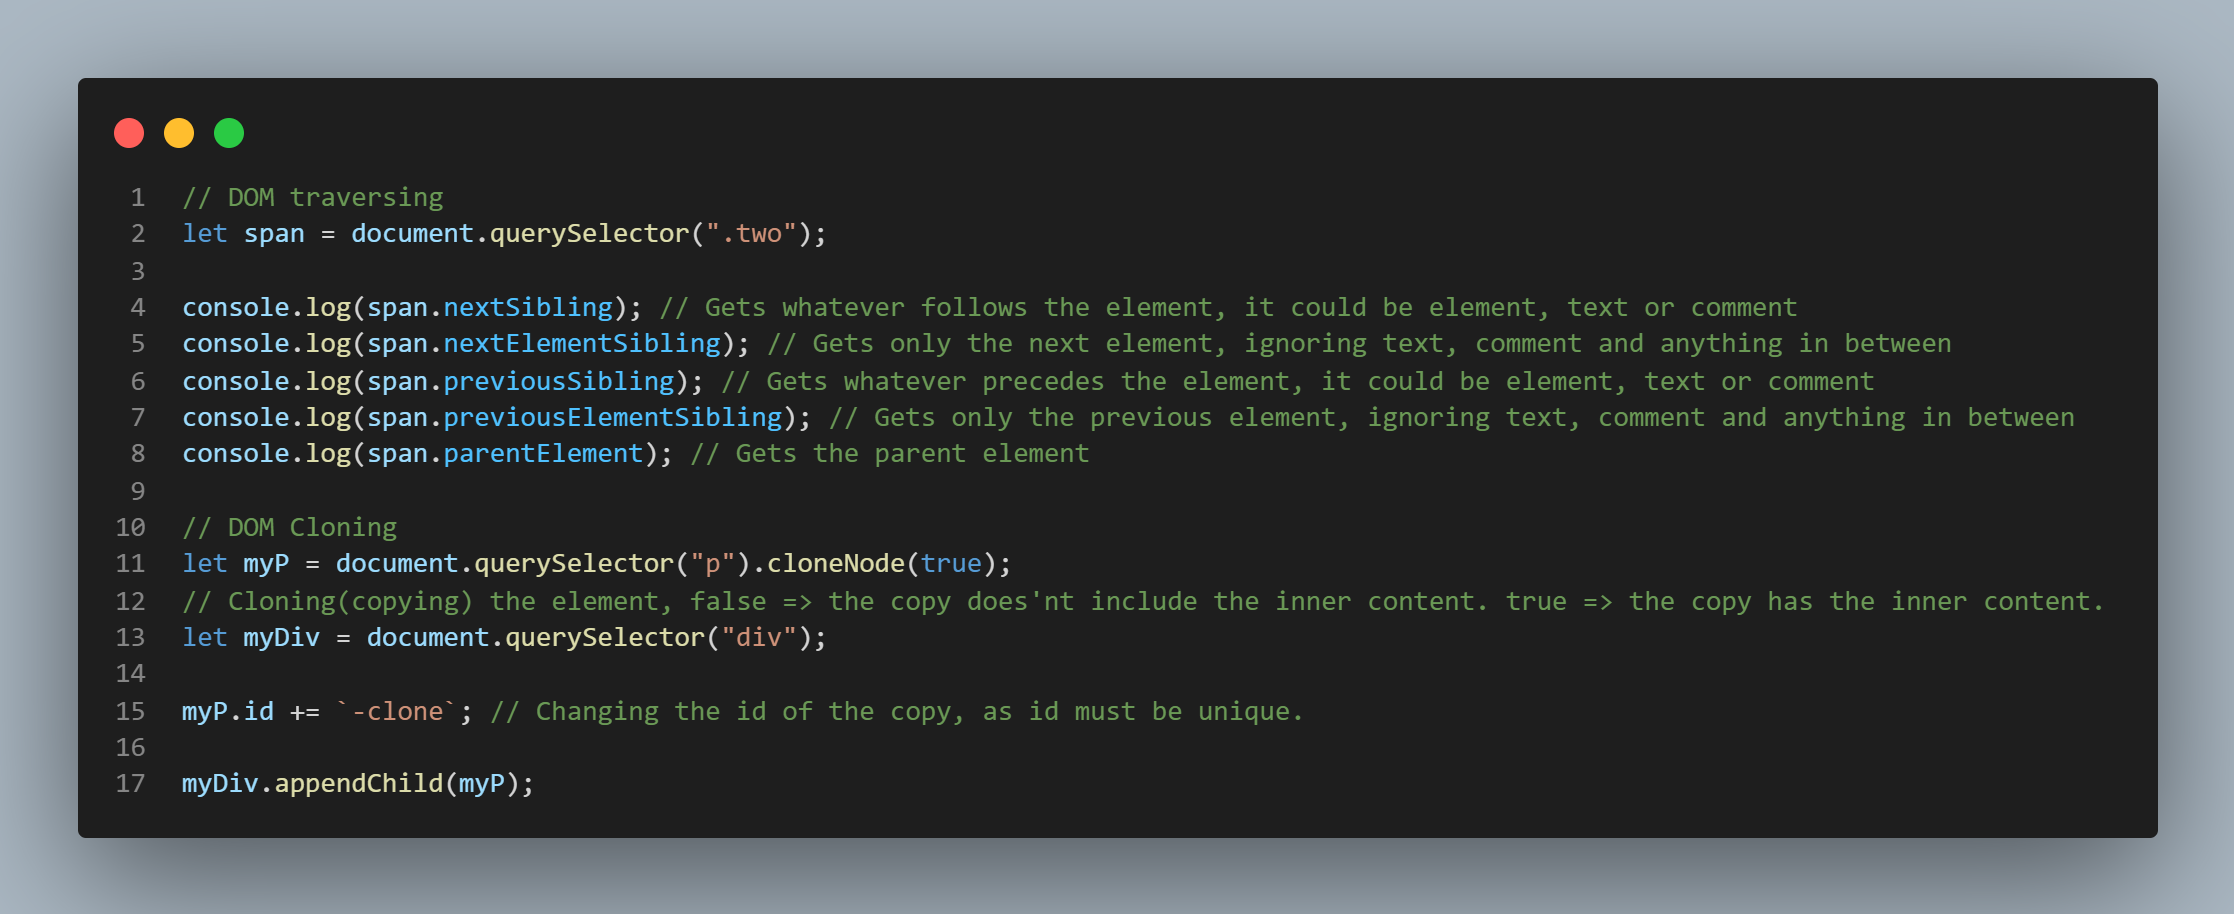 1 // DOM traversing
2 let span = document.querySelector(".two");
3
4 console.log(span.nextSibling); // Gets whatever follows the element, it could be element, text or comment
5 console.log(span.nextElementSibling); // Gets only the next element, ignoring text, comment and anything in between
6 console.log(span.previousSibling); // Gets whatever precedes the element, it could be element, text or comment
7 console.log(span.previousElementSibling); // Gets only the previous element, ignoring text, comment and anything in between
8 console.log(span.parentElement); // Gets the parent element
9
10 // DOM Cloning
11 let myP = document.querySelector("p").cloneNode(true);
12 // Cloning(copying) the element, false => the copy does'nt include the inner content. true => the copy has the inner content.
13 let myDiv = document.querySelector("div");
14
15 myP.id += `-clone`; // Changing the id of the copy, as id must be unique.
16
17 myDiv.appendChild(myP);